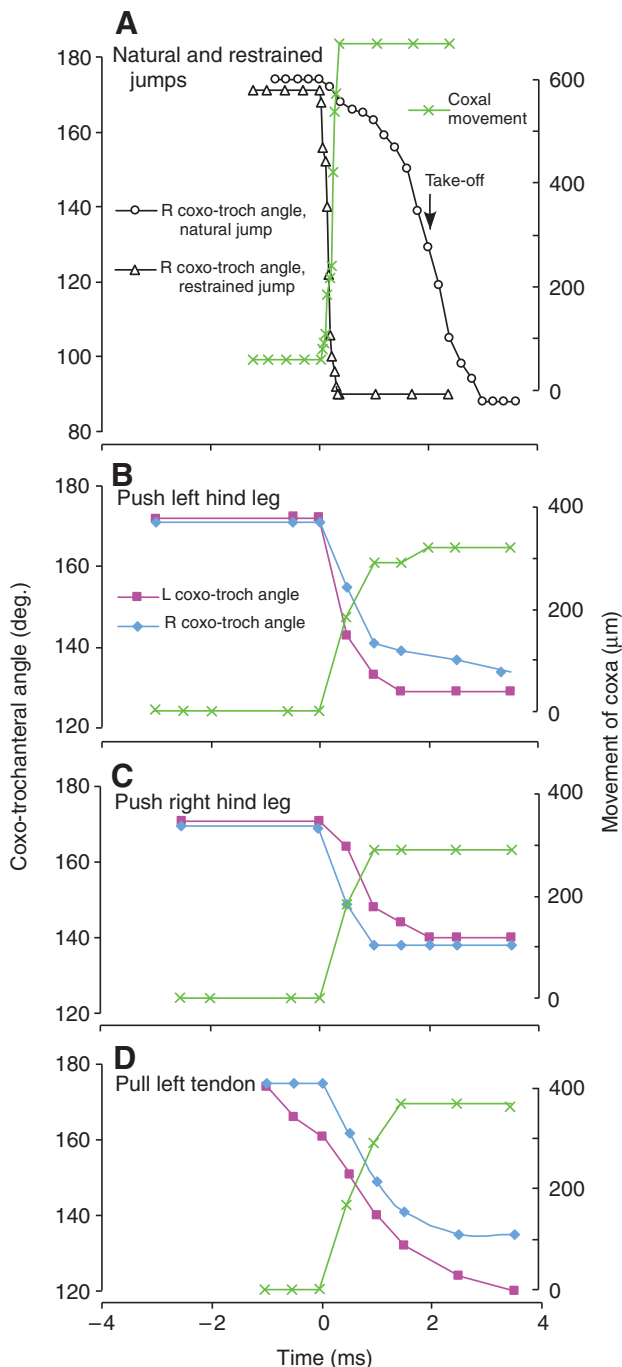 A
Natural and restrained
jumps
180
160
140
120
100
80
600
400
200
0
Coxal
movement
Take-off
R coxo-troch angle,
natural jump
R coxo-troch angle,
restrained jump
B
Push left hind leg
180
160
140
120
400
200
0
L coxo-troch angle
R coxo-troch angle
C
Push right hind leg
180
160
140
120
400
200
0
D
Pull left tendon
180
160
140
120
400
200
0
−4
−2
0
2
4
Time (ms)
Coxo-trochanteral angle (deg.)
Movement of coxa (μm)